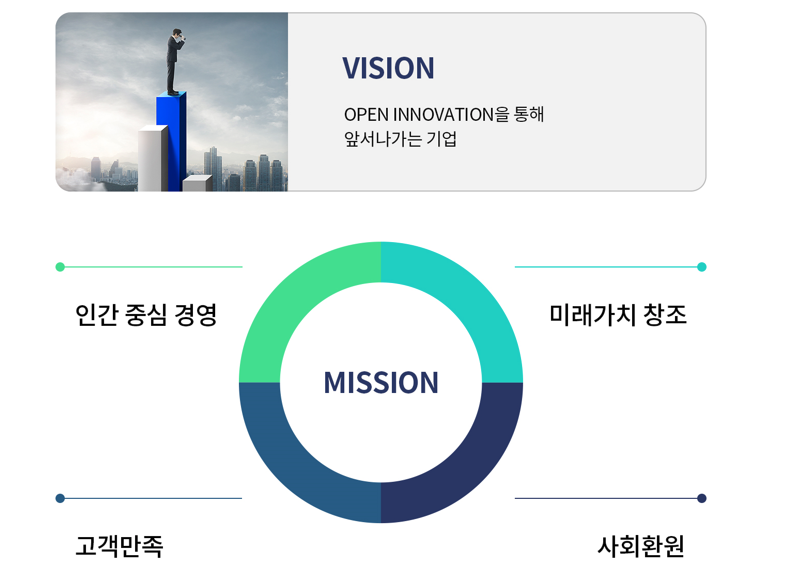 VISION
OPEN INNOVATION을 통해
앞서나가는 기업
인간 중심 경영
미래가치 창조
MISSION
고객만족
사회환원